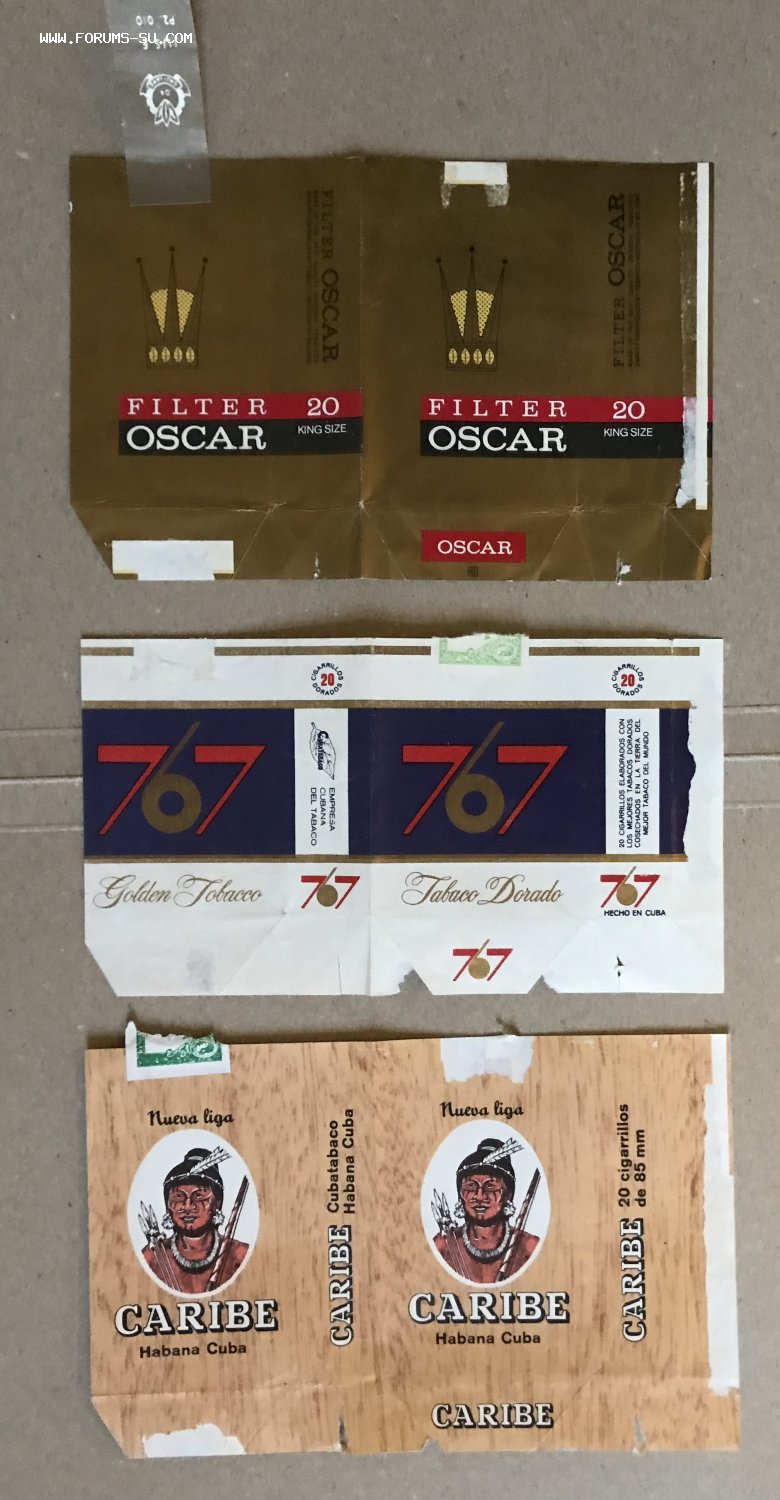 WWW.FORUMS-SU.COM
FILTER OSCAR
FILTER OSCAR
FILTER 20
OSCAR KING SIZE
FILTER 20
OSCAR KING SIZE
OSCAR
CIGARRILLOS
20
DORADOS
CIGARRILLOS
20
DORADOS
767
Cubatabaco
EMPRESA
CUBANA
DEL TABACO
767
20 CIGARRILLOS ELABORADOS CON
LOS MEJORES TABACOS DORADOS
COSECHADOS EN LA TIERRA DEL
MEJOR TABACO DEL MUNDO
Golden Tobacco
767
Tabaco Dorado
767
HECHO EN CUBA
767
Nueva liga
CARIBE
Habana Cuba
CARIBE
Cubatabaco
Habana Cuba
Nueva liga
CARIBE
Habana Cuba
CARIBE
20 cigarrillos
de 85 mm
CARIBE